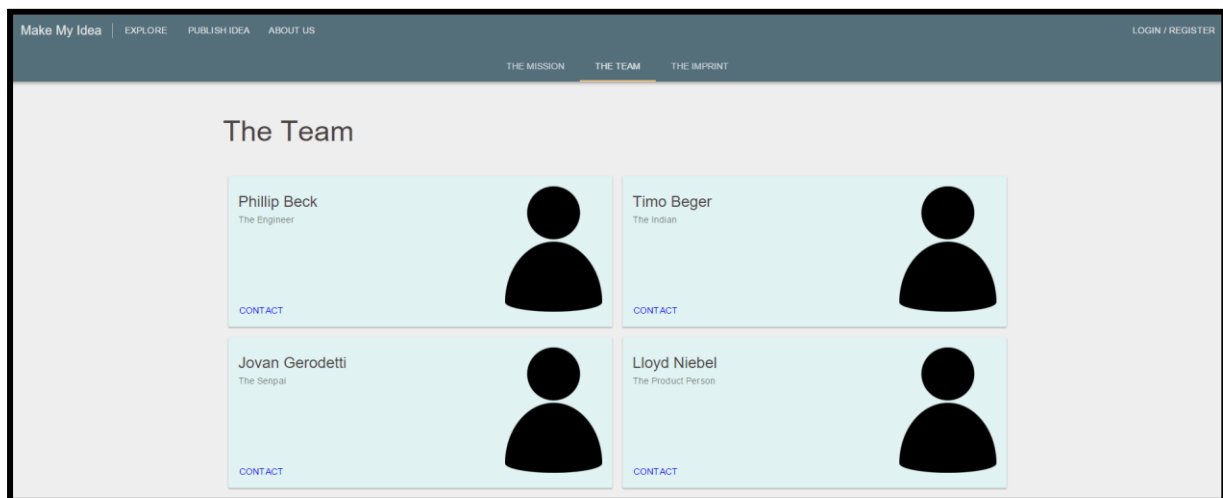 Make My Idea EXPLORE PUBLISH IDEA ABOUT US LOGIN / REGISTER
THE MISSION THE TEAM THE IMPRINT
The Team
Phillip Beck
The Engineer
CONTACT
Timo Beger
The Indian
CONTACT
Jovan Gerodetti
The Senpai
CONTACT
Lloyd Niebel
The Product Person
CONTACT